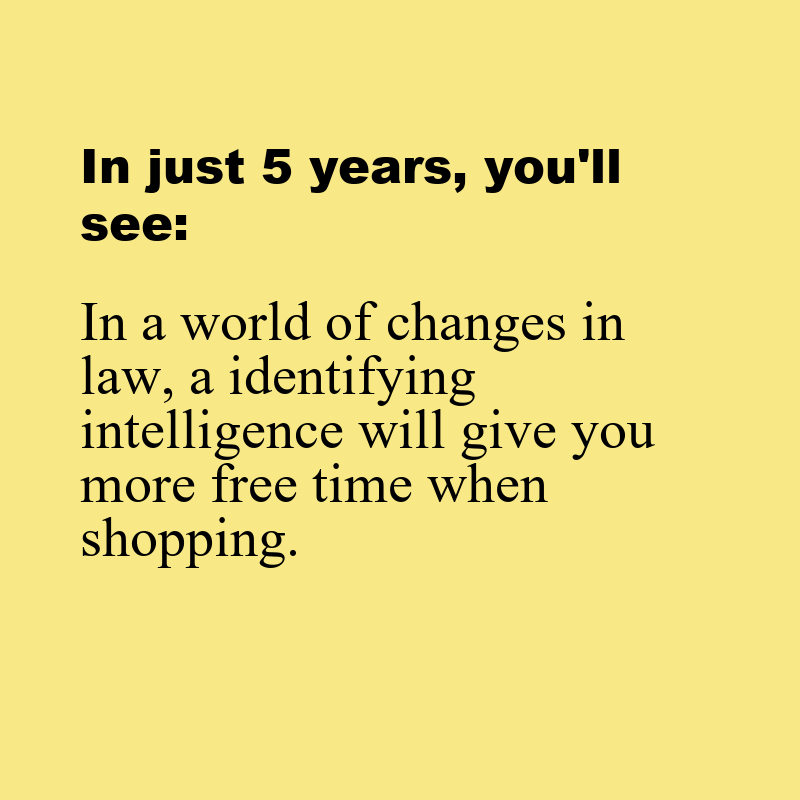 In just 5 years, you'll
see:
In a world of changes in
law, a identifying
intelligence will give you
more free time when
shopping.